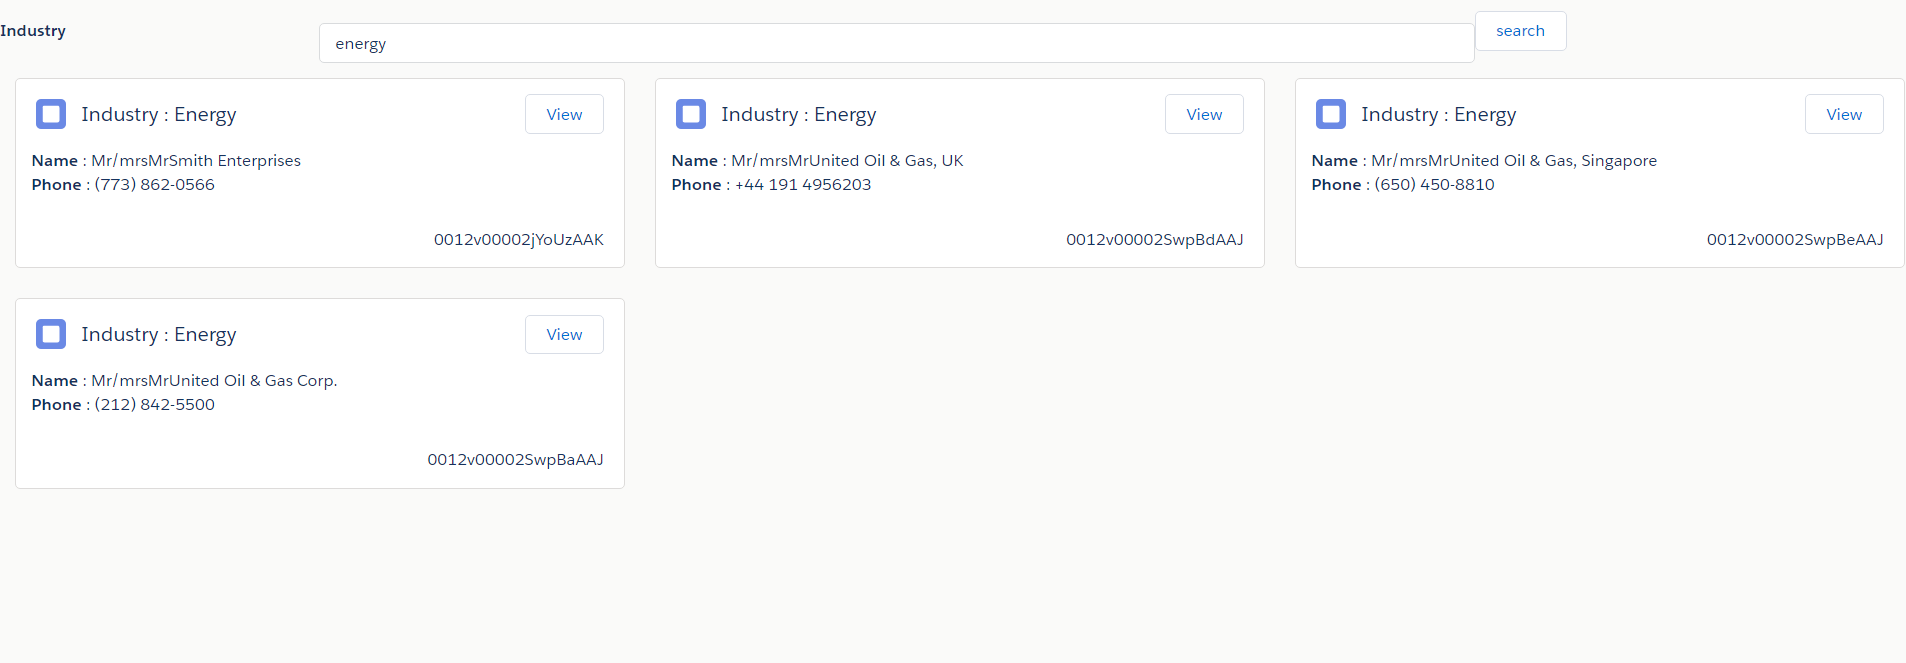 Industry
energy
search
Industry : Energy
View
Name : Mr/mrsMrSmith Enterprises
Phone : (773) 862-0566
0012v00002jYoUzAAK
Industry : Energy
View
Name : Mr/mrsMrUnited Oil & Gas, UK
Phone : +44 191 4956203
0012v00002SwpBdAAJ
Industry : Energy
View
Name : Mr/mrsMrUnited Oil & Gas, Singapore
Phone : (650) 450-8810
0012v00002SwpBeAAJ
Industry : Energy
View
Name : Mr/mrsMrUnited Oil & Gas Corp.
Phone : (212) 842-5500
0012v00002SwpBaAAJ